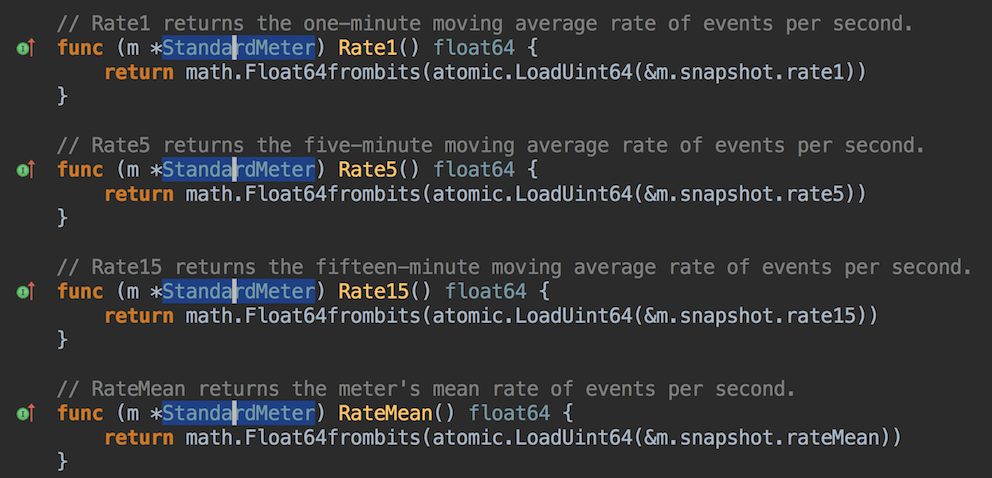 // Rate1 returns the one-minute moving average rate of events per second.
func (m *StandardMeter) Rate1() float64 {
    return math.Float64frombits(atomic.LoadUint64(&m.snapshot.rate1))
}

// Rate5 returns the five-minute moving average rate of events per second.
func (m *StandardMeter) Rate5() float64 {
    return math.Float64frombits(atomic.LoadUint64(&m.snapshot.rate5))
}

// Rate15 returns the fifteen-minute moving average rate of events per second.
func (m *StandardMeter) Rate15() float64 {
    return math.Float64frombits(atomic.LoadUint64(&m.snapshot.rate15))
}

// RateMean returns the meter's mean rate of events per second.
func (m *StandardMeter) RateMean() float64 {
    return math.Float64frombits(atomic.LoadUint64(&m.snapshot.rateMean))
}